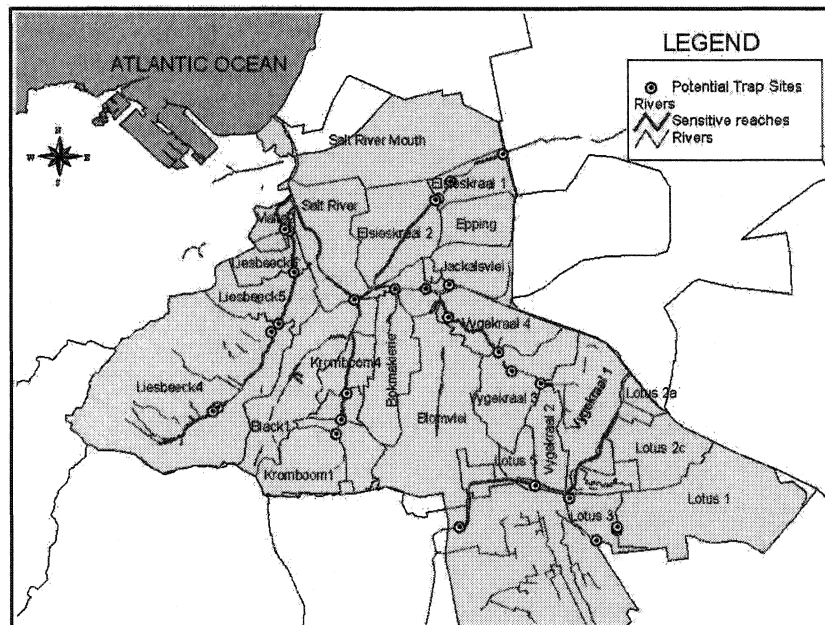 LEGEND
ATLANTIC OCEAN
Potential Trap Sites
Rivers
Sensitive reaches
Rivers
N
W E
S
Salt River Mouth
Elsieskraal 1
Salt River
Elsieskraal 2
Epping
Jackalsvlei
Liesbeeck5
Vygekraal 4
Kromboom4
Bokmakierie
Liesbeeck4
Blomvlei
Vygekraal 3
Vygekraal 1
Lotus 2a
Black1
Vygekraal 2
Lotus 2c
Kromboom1
Lotus 5
Lotus 1
Lotus 3